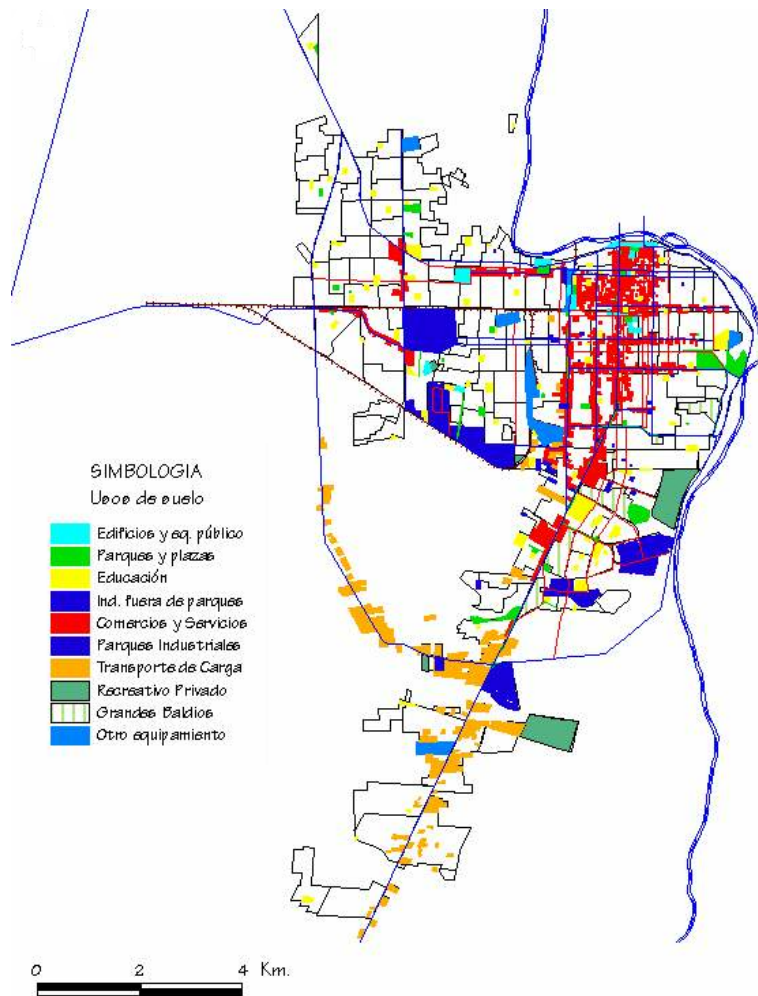 SIMBOLOGIA
Usos de suelo
Edificios y eq. público
Parques y plazas
Educación
Ind. fuera de parques
Comercios y Servicios
Parques Industriales
Transporte de Carga
Recreativo Privado
Grandes Baldios
Otro equipamiento
0 2 4 Km.